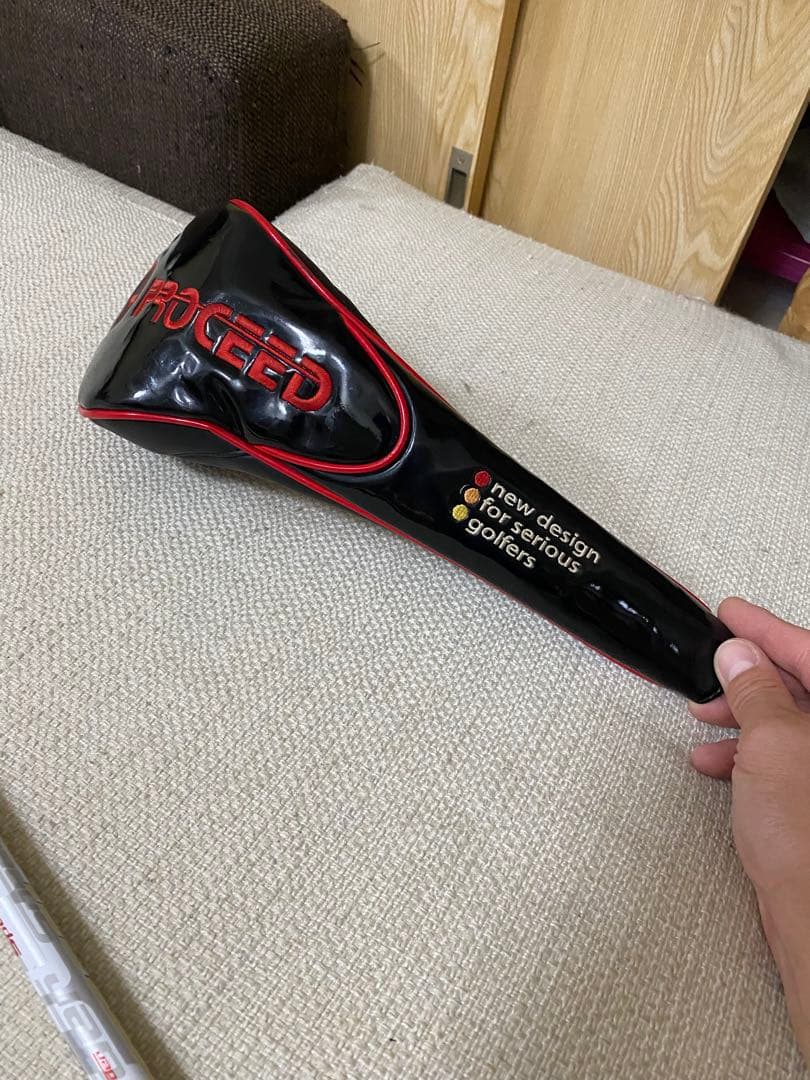 PROCEED
new design
for serious
golfers